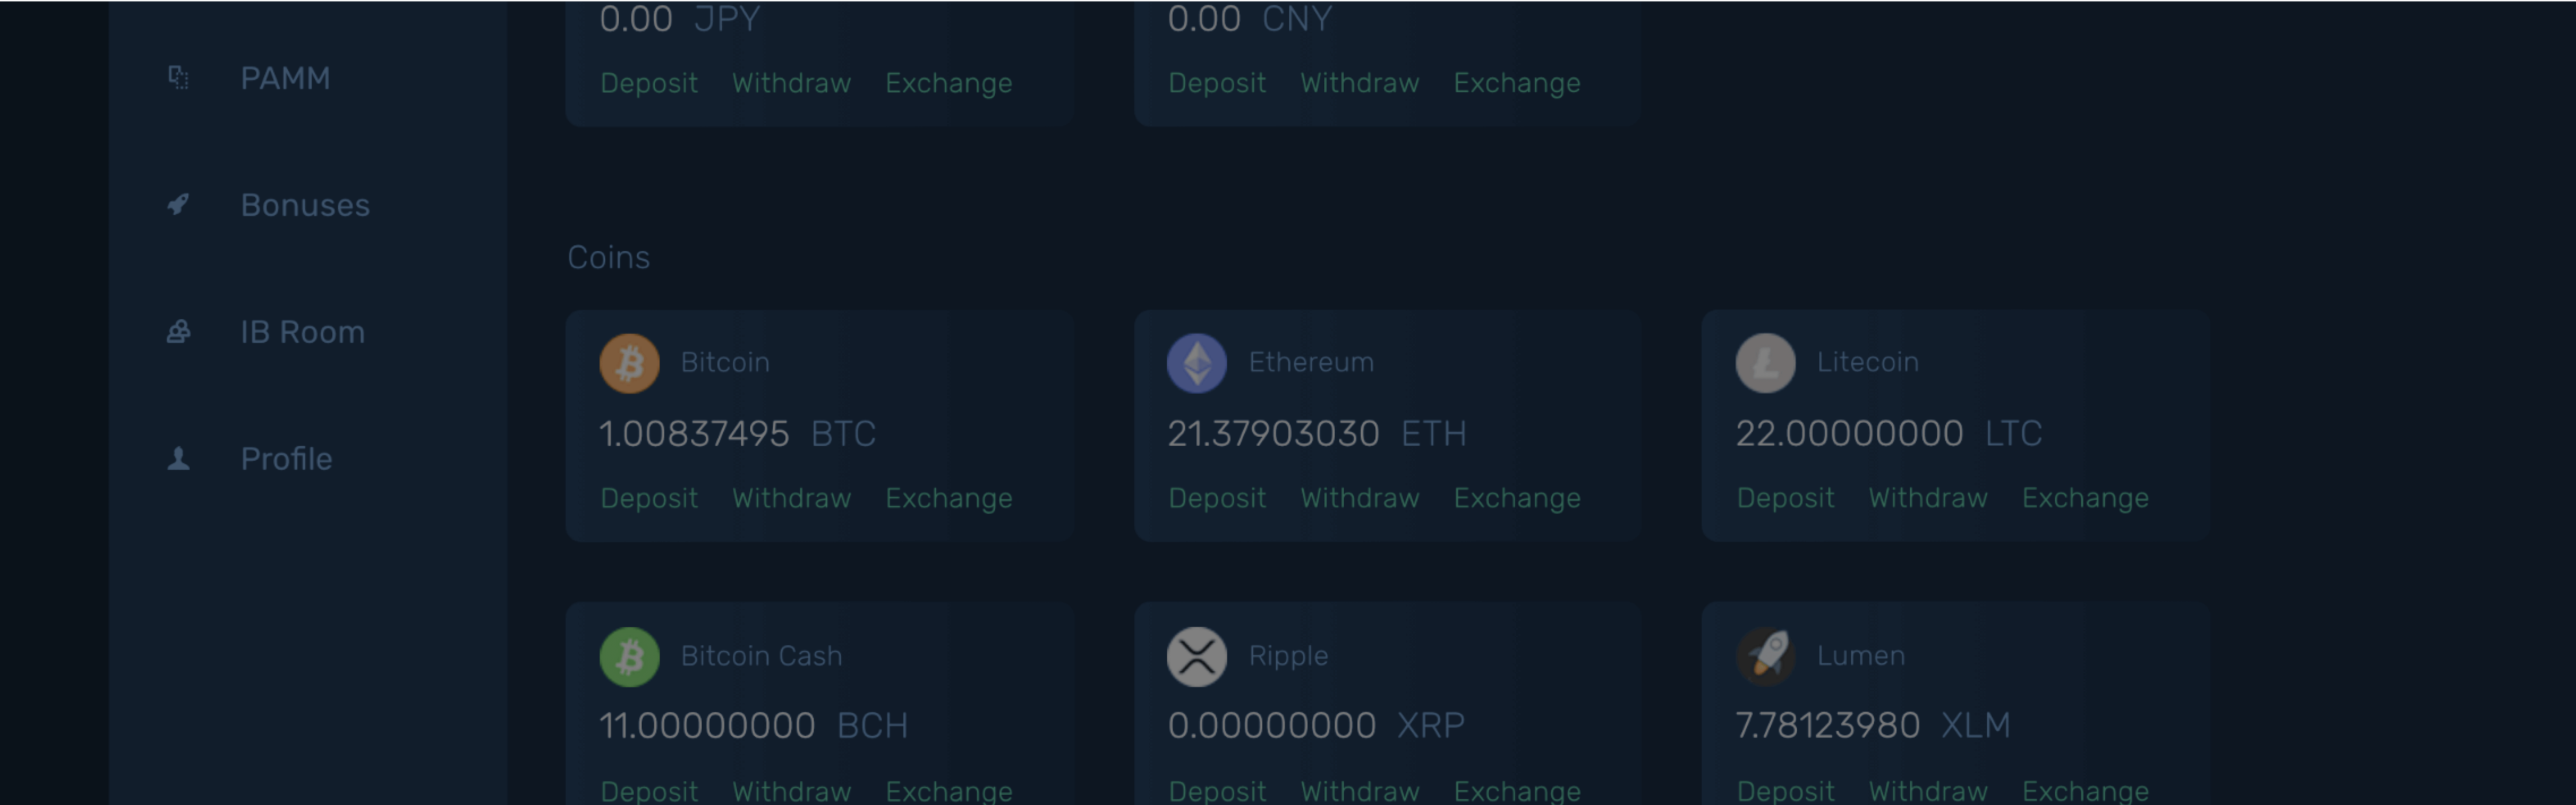 0.00 JPY
0.00 CNY
PAMM
Deposit Withdraw Exchange
Deposit Withdraw Exchange
Bonuses
Coins
IB Room
Bitcoin
Ethereum
Litecoin
1.00837495 BTC
21.37903030 ETH
22.00000000 LTC
Profile
Deposit Withdraw Exchange
Deposit Withdraw Exchange
Deposit Withdraw Exchange
Bitcoin Cash
Ripple
Lumen
11.00000000 BCH
0.00000000 XRP
7.78123980 XLM
Deposit Withdraw Exchange
Deposit Withdraw Exchange
Deposit Withdraw Exchange